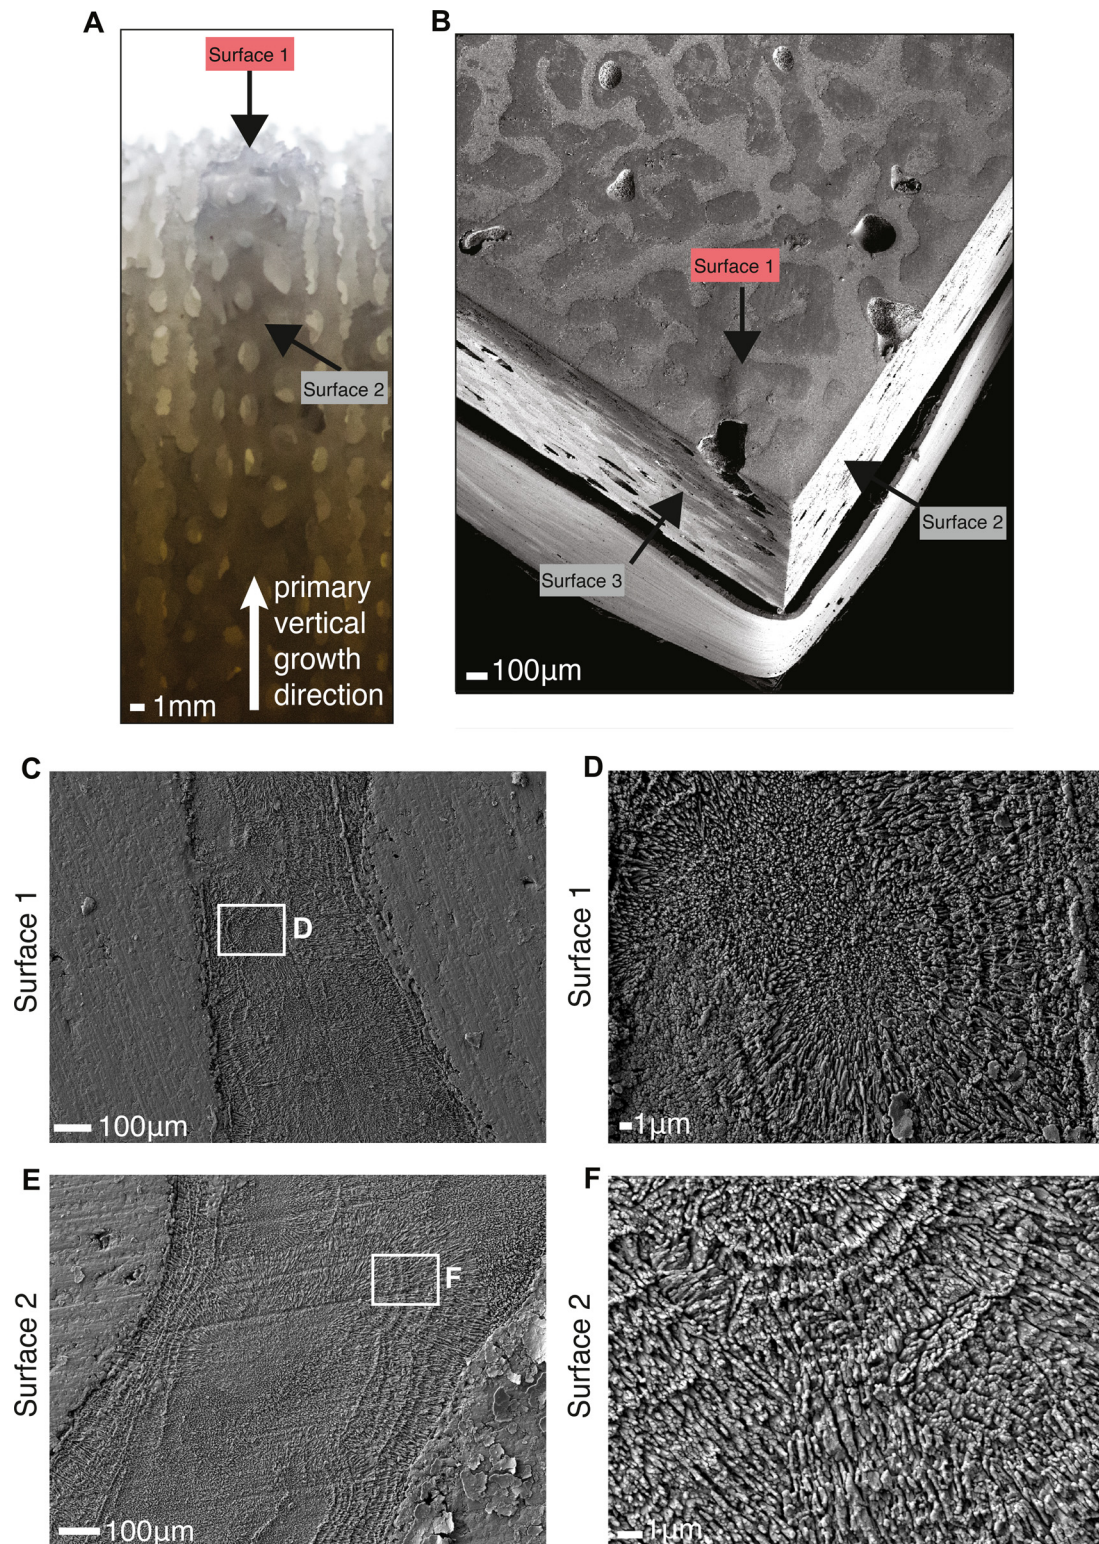 A
Surface 1
Surface 2
primary
vertical
growth
direction
1mm
B
Surface 1
Surface 2
Surface 3
100µm
C
Surface 1
D
100µm
D
Surface 1
1µm
E
Surface 2
F
100µm
F
Surface 2
1µm